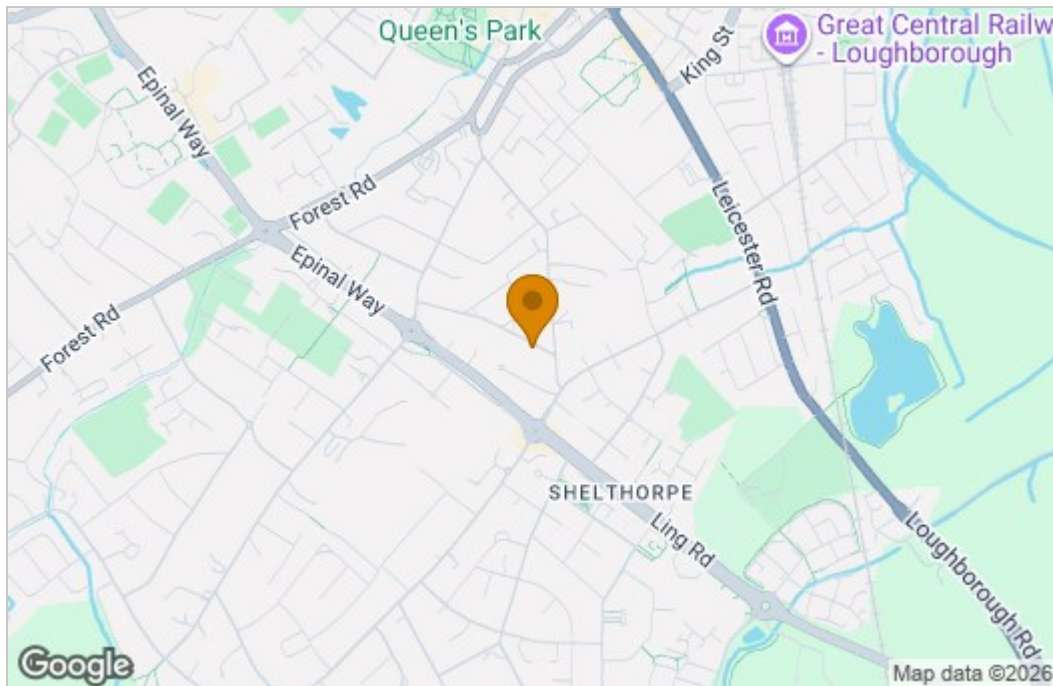 Queen's Park
Great Central Railw
- Loughborough
King St
Epinal Way
Forest Rd
Leicester Rd
Epinal Way
Forest Rd
SHELTHORPE
Ling Rd
Loughborough Rd
Google
Map data ©2026